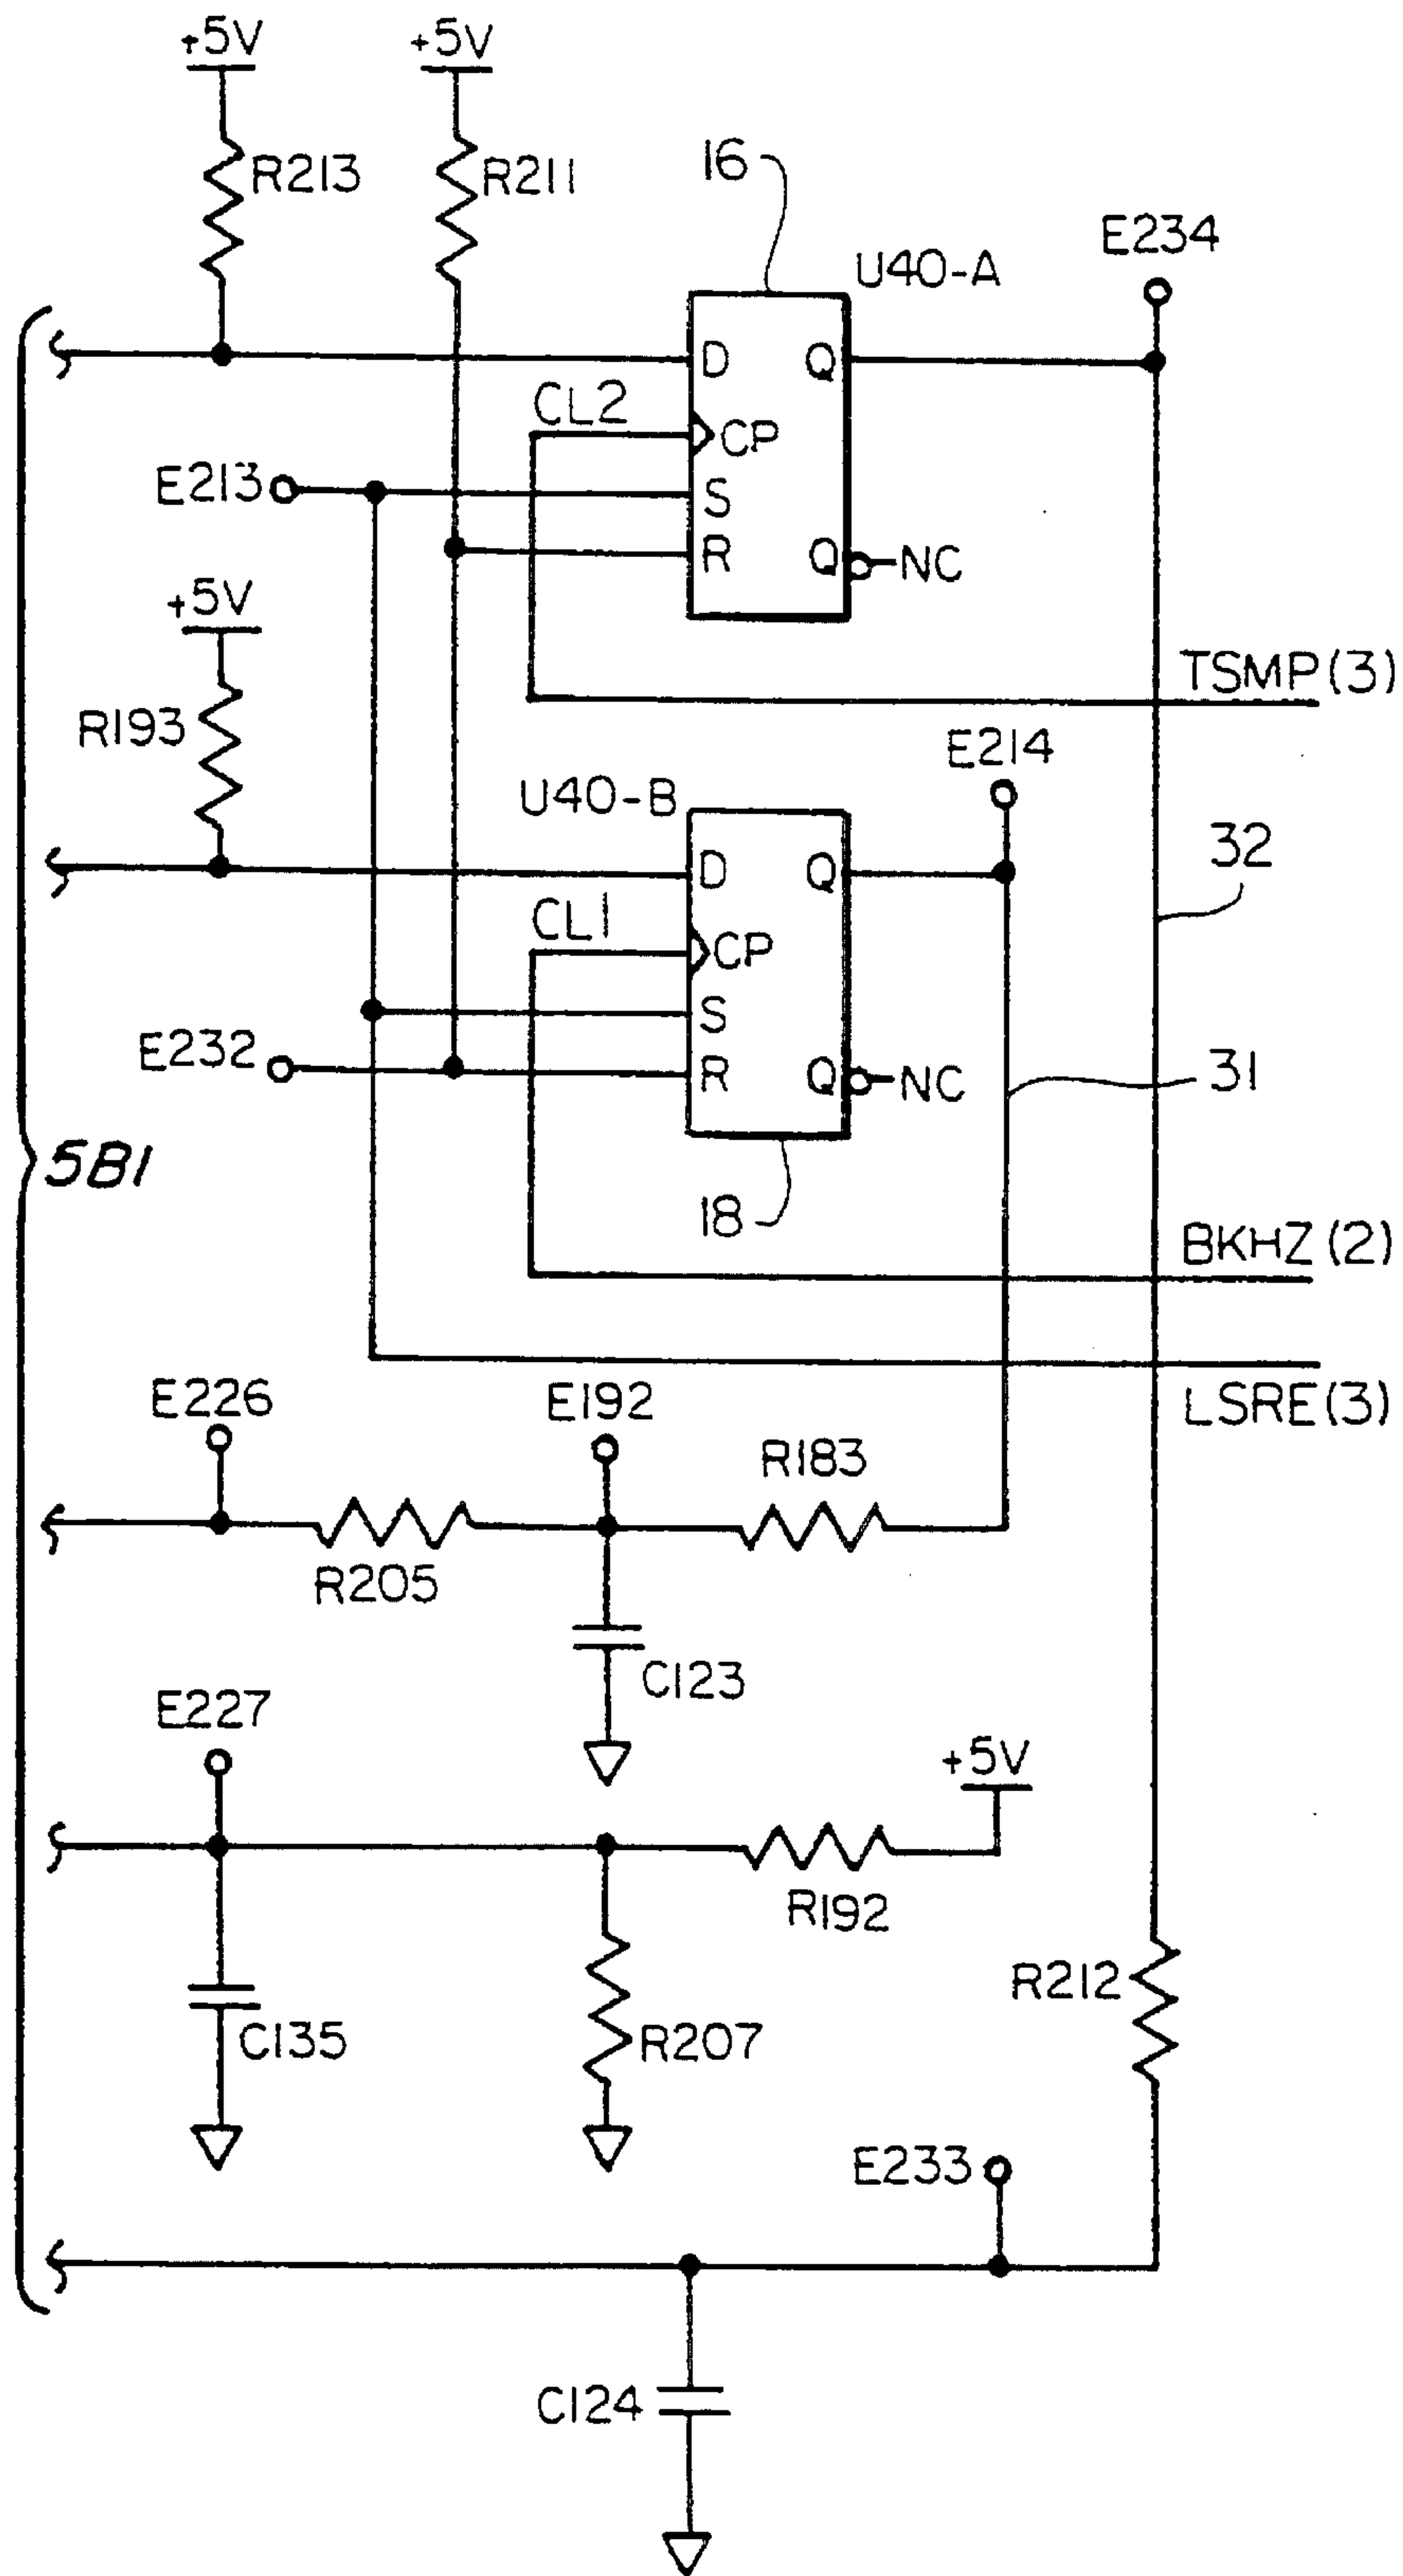 +5V +5V
R213 R211
16
U40-A
E234
D Q
CL2
CP
E213
S
R
Q NC
+5V
R193
TSMP(3)
E214
U40-B
D Q
32
CL1
CP
S
E232
R
Q NC
31
5B1
18
BKHZ(2)
LSRE(3)
E226 E192
R183
R205
C123
E227
+5V
R192
R212
C135 R207
E233
C124